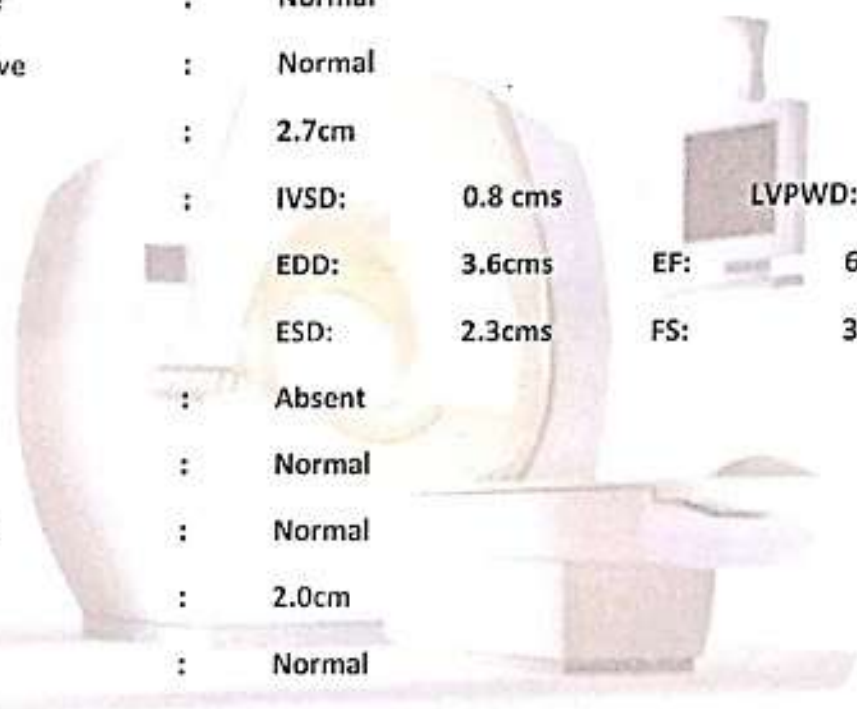 : Normal
ve : Normal
: 2.7cm
: IVSD: 0.8 cms LVPWD:
EDD: 3.6cms EF: 6
ESD: 2.3cms FS: 3
: Absent
: Normal
: Normal
: 2.0cm
: Normal